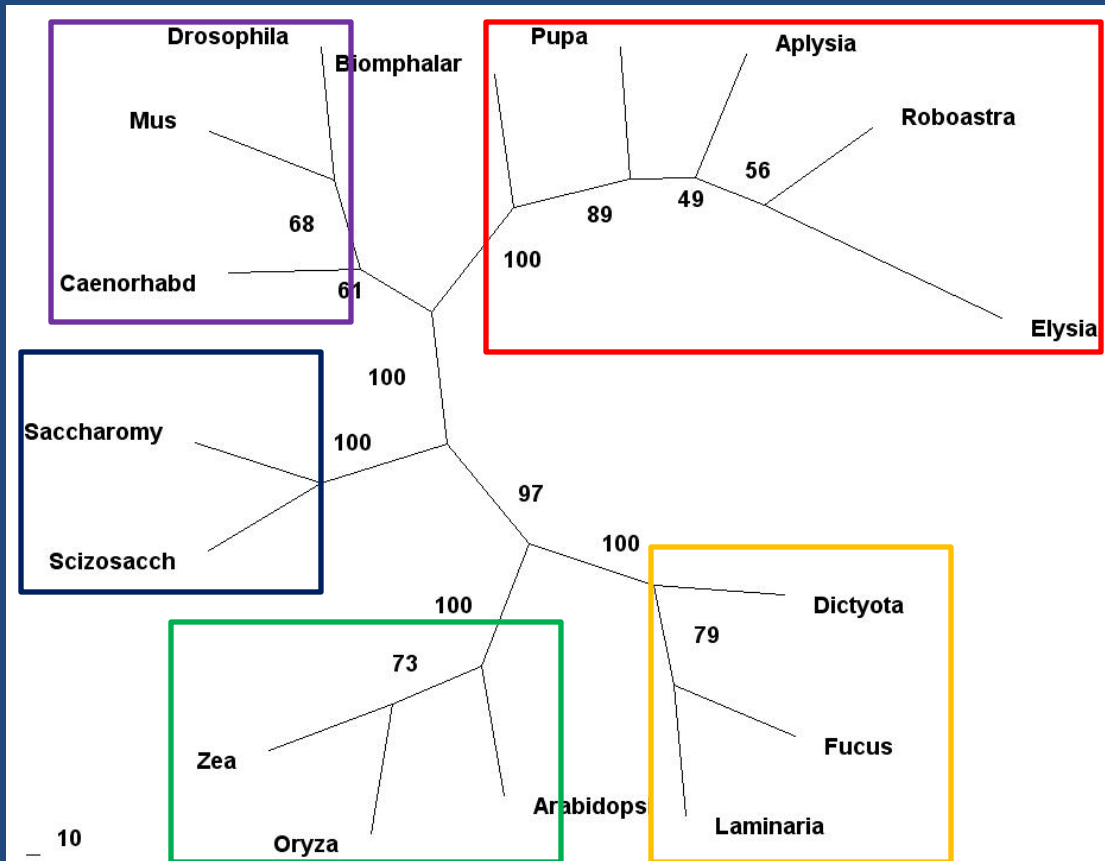 Drosophila
Pupa
Aplysia
Biomphalar
Mus
Roboastra
56
49
89
68
100
Caenorhabd
61
Elysia
100
Saccharomy
100
97
Scizosacch
100
Dictyota
100
79
73
Fucus
Zea
Arabidops
Laminaria
10
Oryza